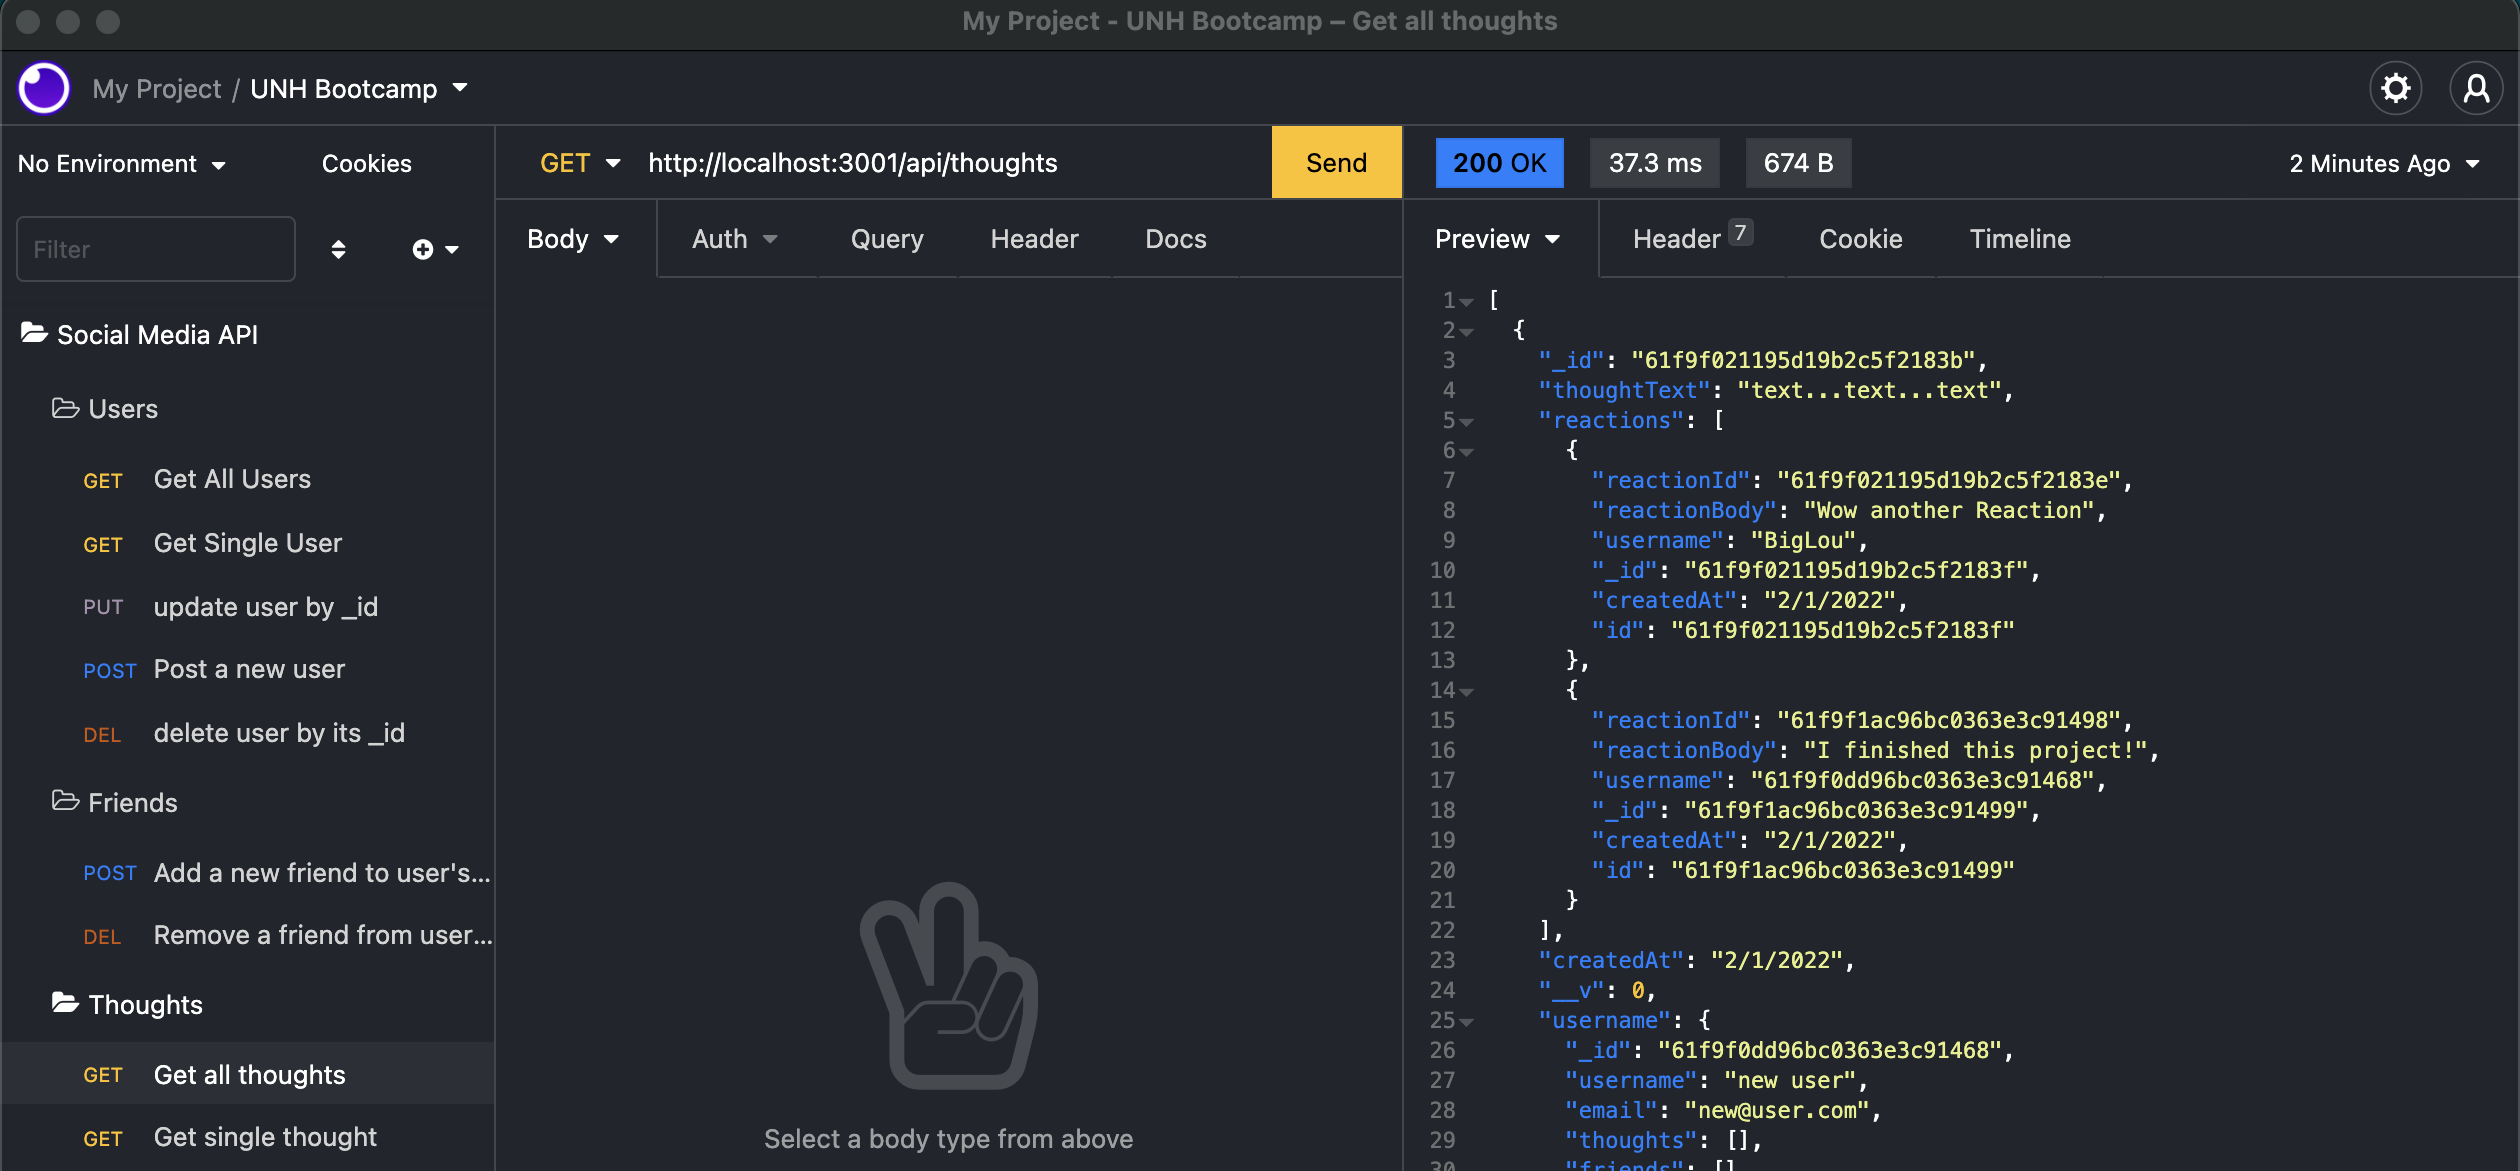 My Project - UNH Bootcamp – Get all thoughts
My Project / UNH Bootcamp
No Environment
Cookies
Filter
Social Media API
Users
GET Get All Users
GET Get Single User
PUT update user by _id
POST Post a new user
DEL delete user by its _id
Friends
POST Add a new friend to user's...
DEL Remove a friend from user...
Thoughts
GET Get all thoughts
GET Get single thought
GET http://localhost:3001/api/thoughts Send
Body Auth Query Header Docs
Select a body type from above
200 OK 37.3 ms 674 B 2 Minutes Ago
Preview Header 7 Cookie Timeline
1 [
2 {
3 "_id": "61f9f021195d19b2c5f2183b",
4 "thoughtText": "text...text...text",
5 "reactions": [
6 {
7 "reactionId": "61f9f021195d19b2c5f2183e",
8 "reactionBody": "Wow another Reaction",
9 "username": "BigLou",
10 "_id": "61f9f021195d19b2c5f2183f",
11 "createdAt": "2/1/2022",
12 "id": "61f9f021195d19b2c5f2183f"
13 },
14 {
15 "reactionId": "61f9f1ac96bc0363e3c91498",
16 "reactionBody": "I finished this project!",
17 "username": "61f9f0dd96bc0363e3c91468",
18 "_id": "61f9f1ac96bc0363e3c91499",
19 "createdAt": "2/1/2022",
20 "id": "61f9f1ac96bc0363e3c91499"
21 }
22 ],
23 "createdAt": "2/1/2022",
24 "__v": 0,
25 "username": {
26 "_id": "61f9f0dd96bc0363e3c91468",
27 "username": "new user",
28 "email": "new@user.com",
29 "thoughts": [],
30 "friends": []